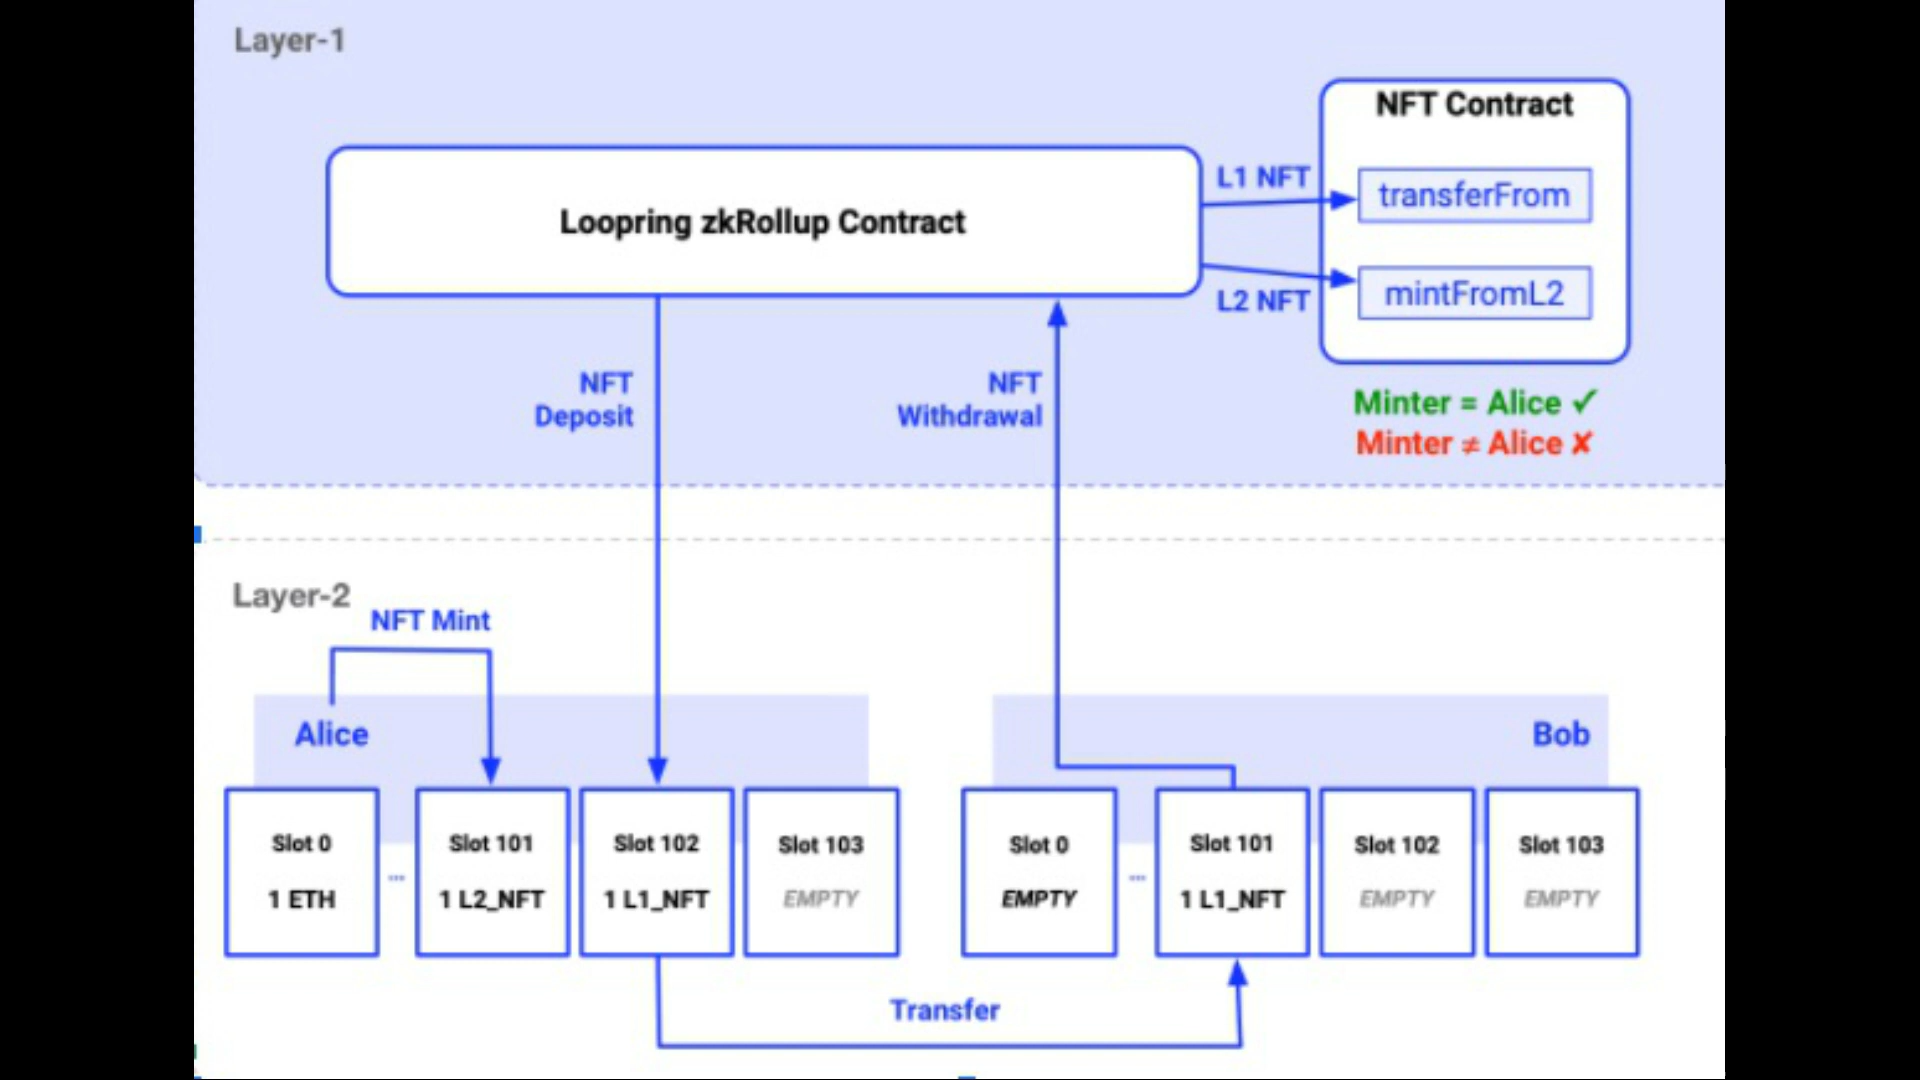 Layer-1
NFT Contract
Loopring zkRollup Contract
L1 NFT
transferFrom
L2 NFT
mintFromL2
NFT
Deposit
NFT
Withdrawal
Minter = Alice ✓
Minter ≠ Alice ✘
Layer-2
NFT Mint
Alice
Bob
Slot 0
1 ETH
...
Slot 101
1 L2_NFT
Slot 102
1 L1_NFT
Slot 103
EMPTY
Slot 0
EMPTY
...
Slot 101
1 L1_NFT
Slot 102
EMPTY
Slot 103
EMPTY
Transfer